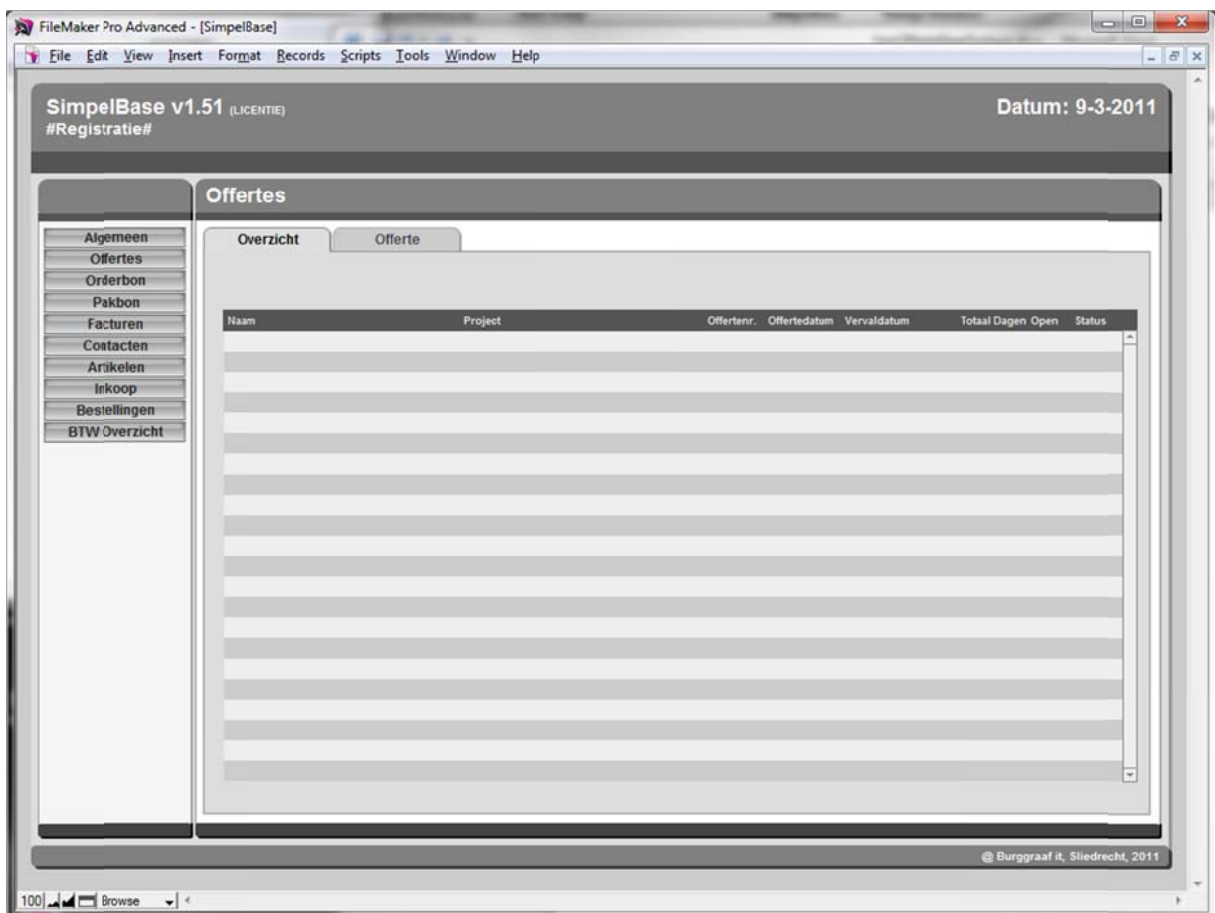 FileMaker Pro Advanced - [SimpelBase]
File Edit View Insert Format Records Scripts Tools Window Help
SimpelBase v1.51 (LICENTIE)
Datum: 9-3-2011
#Registratie#
Offertes
Algemeen
Offertes
Orderbon
Pakbon
Facturen
Contacten
Artikelen
Inkoop
Bestellingen
BTW Overzicht
Overzicht Offerte
Naam Project Offertenr. Offertedatum Vervaldatum Totaal Dagen Open Status
@ Burggraaf it, Sliedrecht, 2011
100 Browse